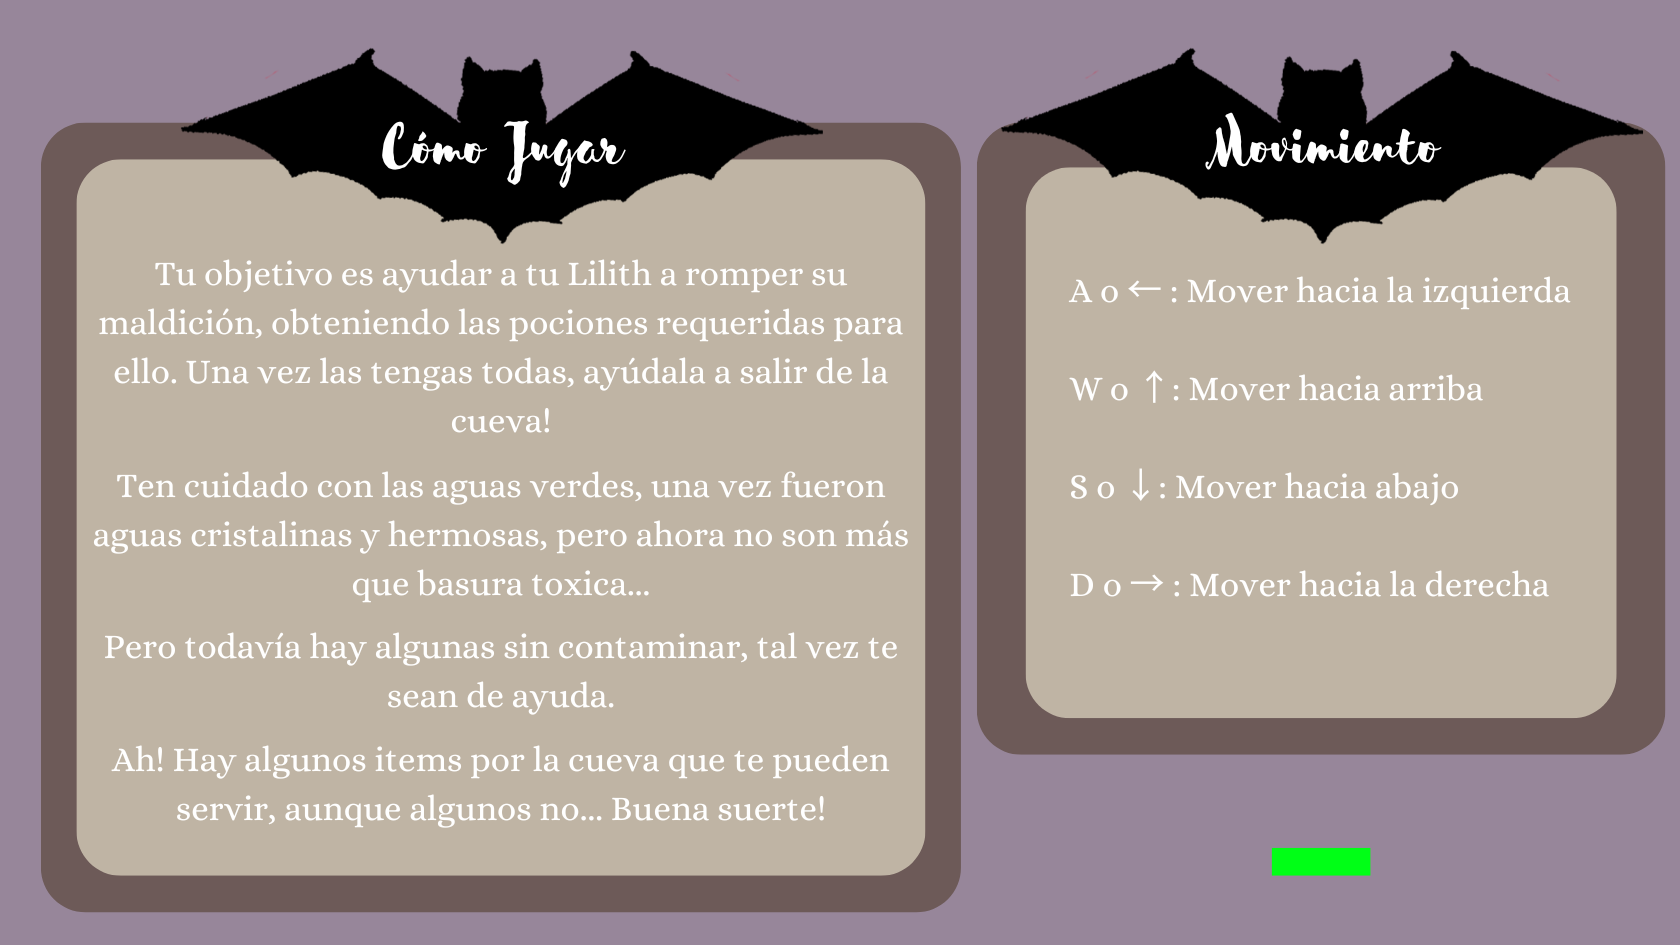 Cómo Jugar
Tu objetivo es ayudar a tu Lilith a romper su
maldición, obteniendo las pociones requeridas para
ello. Una vez las tengas todas, ayúdala a salir de la
cueva!
Ten cuidado con las aguas verdes, una vez fueron
aguas cristalinas y hermosas, pero ahora no son más
que basura toxica...
Pero todavía hay algunas sin contaminar, tal vez te
sean de ayuda.
Ah! Hay algunos items por la cueva que te pueden
servir, aunque algunos no... Buena suerte!
Movimiento
A o ← : Mover hacia la izquierda
W o ↑ : Mover hacia arriba
S o ↓ : Mover hacia abajo
D o → : Mover hacia la derecha